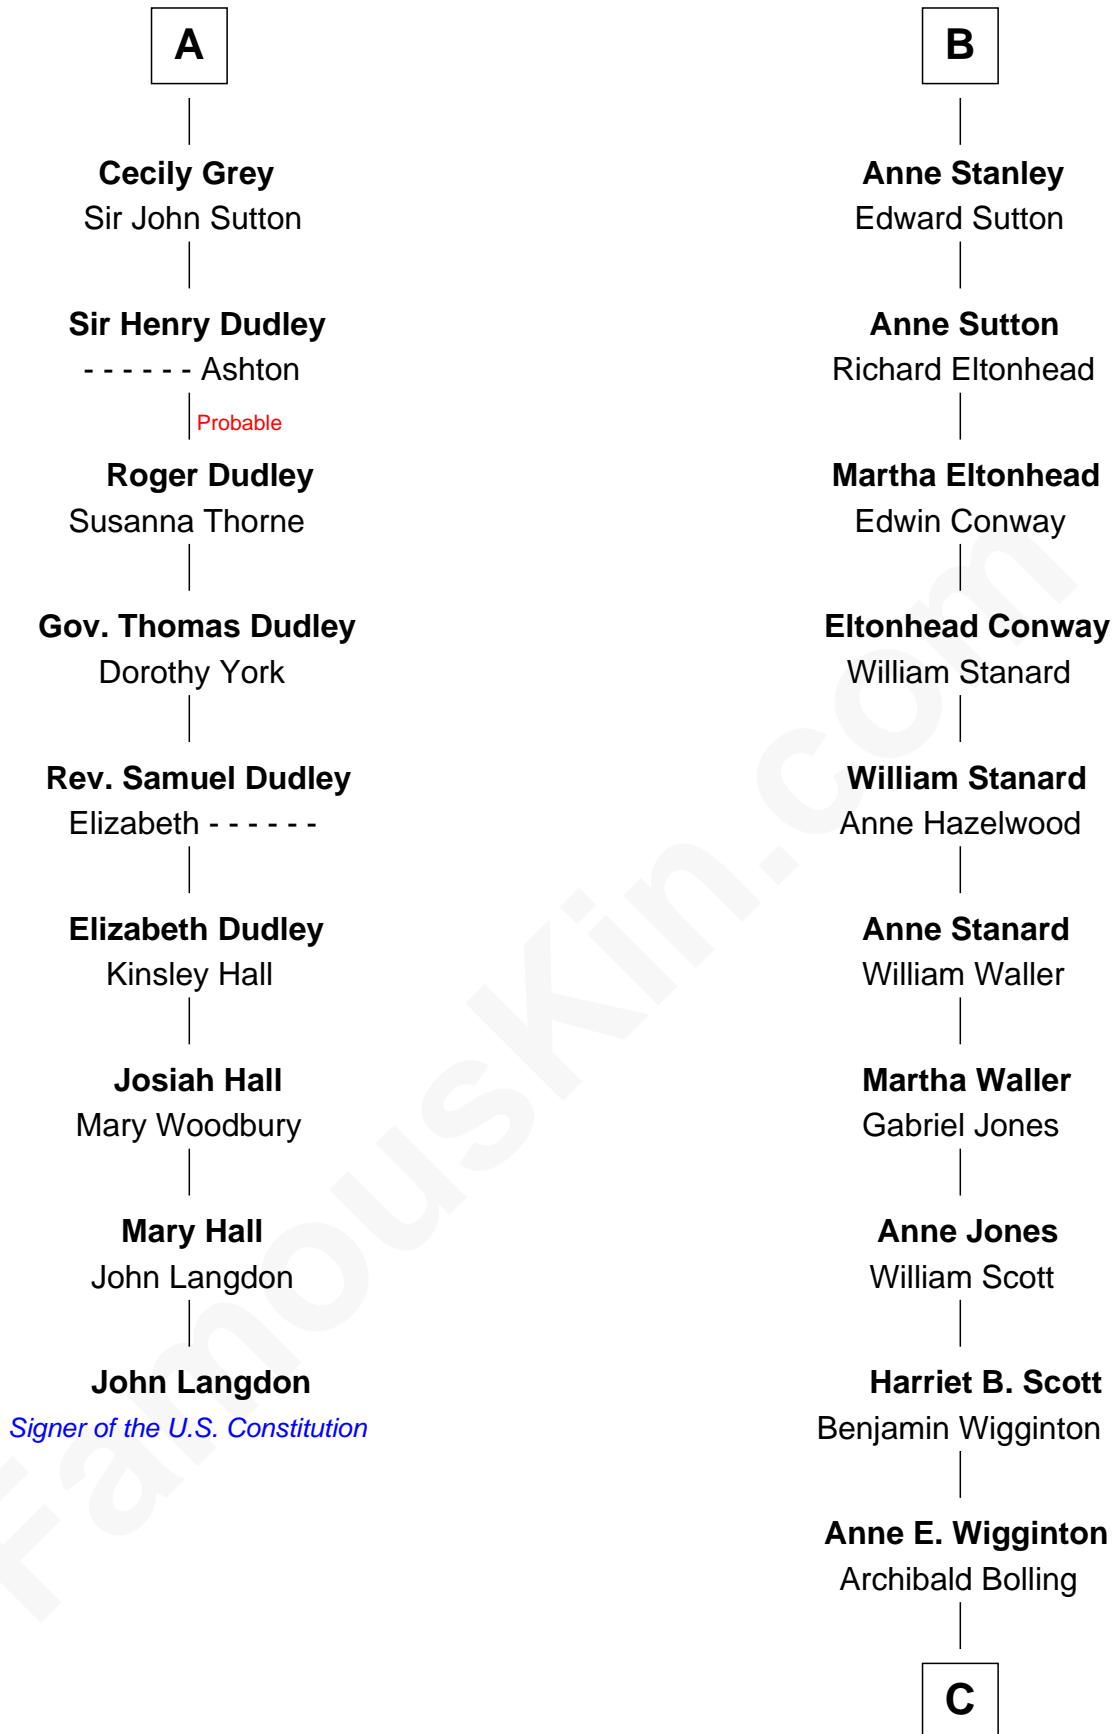 A
Cecily Grey
Sir John Sutton
Sir Henry Dudley
- - - - - - Ashton
Probable
Roger Dudley
Susanna Thorne
Gov. Thomas Dudley
Dorothy York
Rev. Samuel Dudley
Elizabeth - - - - - -
Elizabeth Dudley
Kinsley Hall
Josiah Hall
Mary Woodbury
Mary Hall
John Langdon
John Langdon
Signer of the U.S. Constitution
B
Anne Stanley
Edward Sutton
Anne Sutton
Richard Eltonhead
Martha Eltonhead
Edwin Conway
Eltonhead Conway
William Stanard
William Stanard
Anne Hazelwood
Anne Stanard
William Waller
Martha Waller
Gabriel Jones
Anne Jones
William Scott
Harriet B. Scott
Benjamin Wigginton
Anne E. Wigginton
Archibald Bolling
C
FamousKin.com